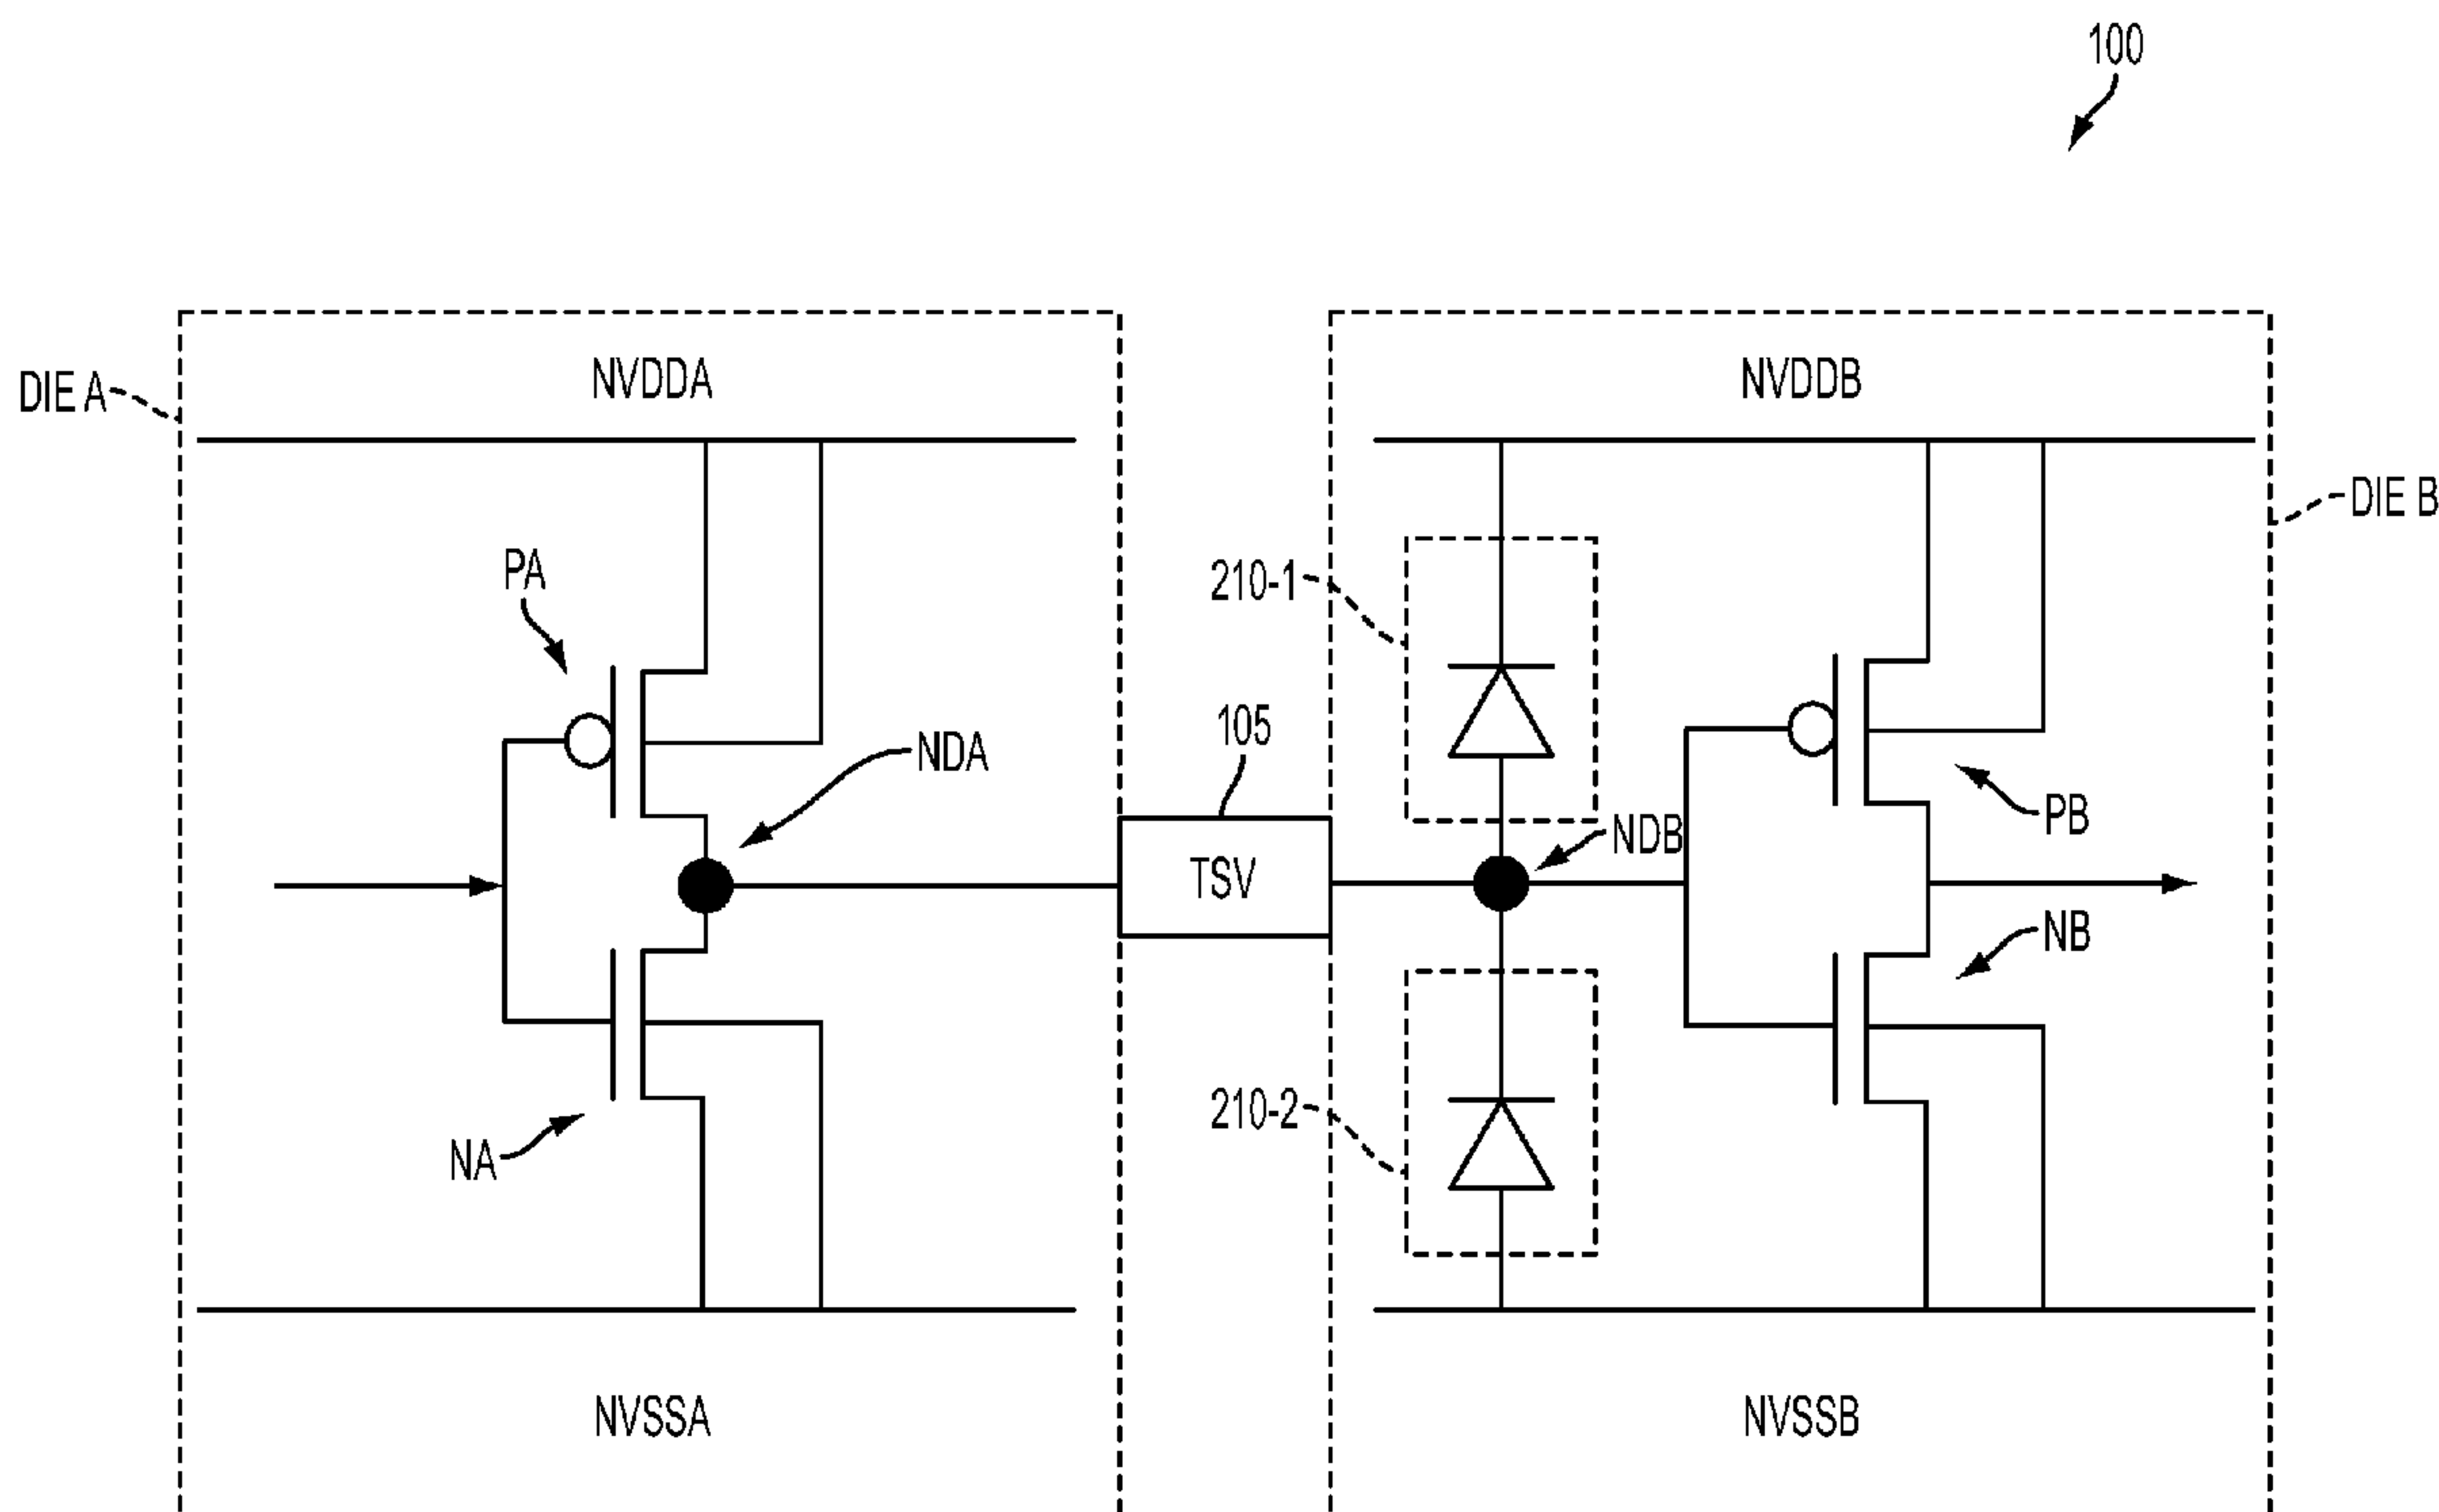 100
DIE A
NVDDA
NVDDB
DIE B
PA
210-1
NDA
105
NDB
PB
TSV
NB
NA
210-2
NVSSA
NVSSB